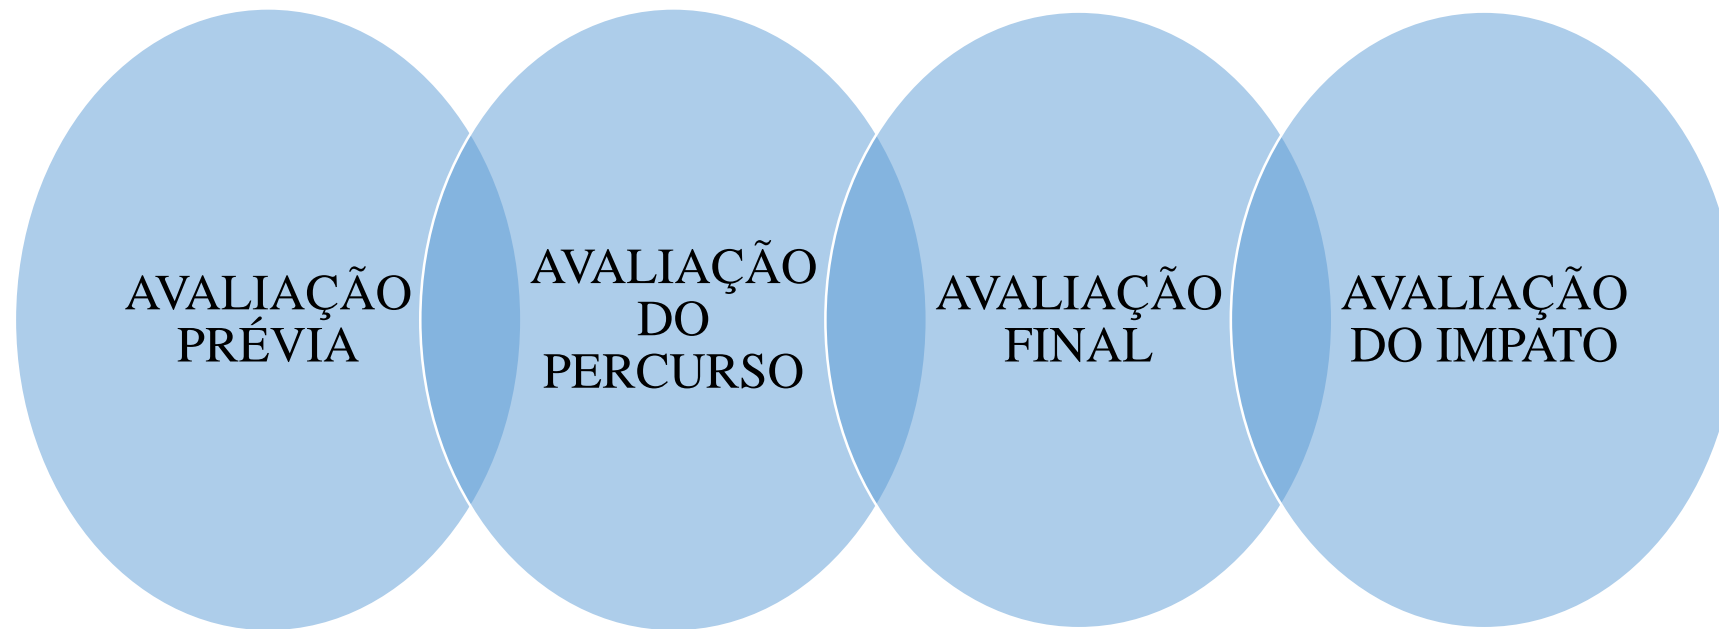 AVALIAÇÃO
PRÉVIA
AVALIAÇÃO
DO
PERCURSO
AVALIAÇÃO
FINAL
AVALIAÇÃO
DO IMPATO